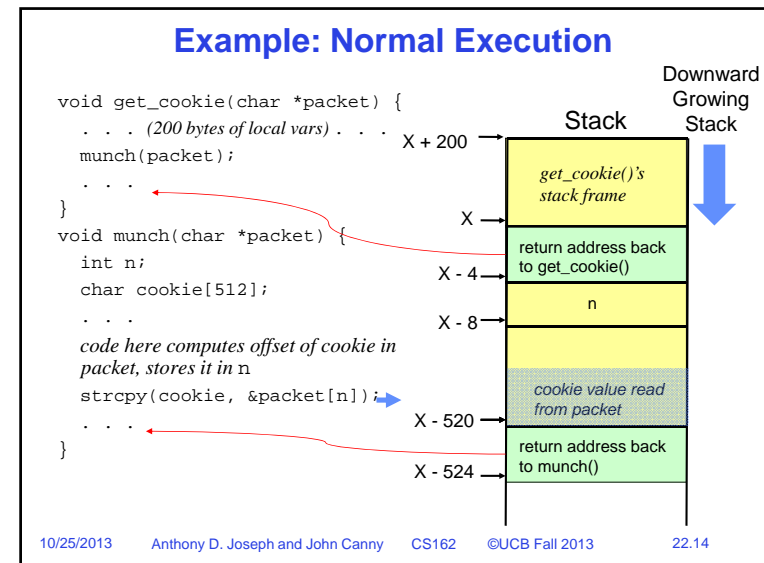 Example: Normal Execution
void get_cookie(char *packet) {
. . . (200 bytes of local vars) . . .
munch(packet);
. . .
}
void munch(char *packet) {
int n;
char cookie[512];
. . .
code here computes offset of cookie in
packet, stores it in n
strcpy(cookie, &packet[n]);
. . .
}
Downward
Growing
Stack
Stack
X + 200
get_cookie()'s
stack frame
X
return address back
to get_cookie()
X - 4
n
X - 8
cookie value read
from packet
X - 520
return address back
to munch()
X - 524
10/25/2013 Anthony D. Joseph and John Canny CS162 ©UCB Fall 2013 22.14